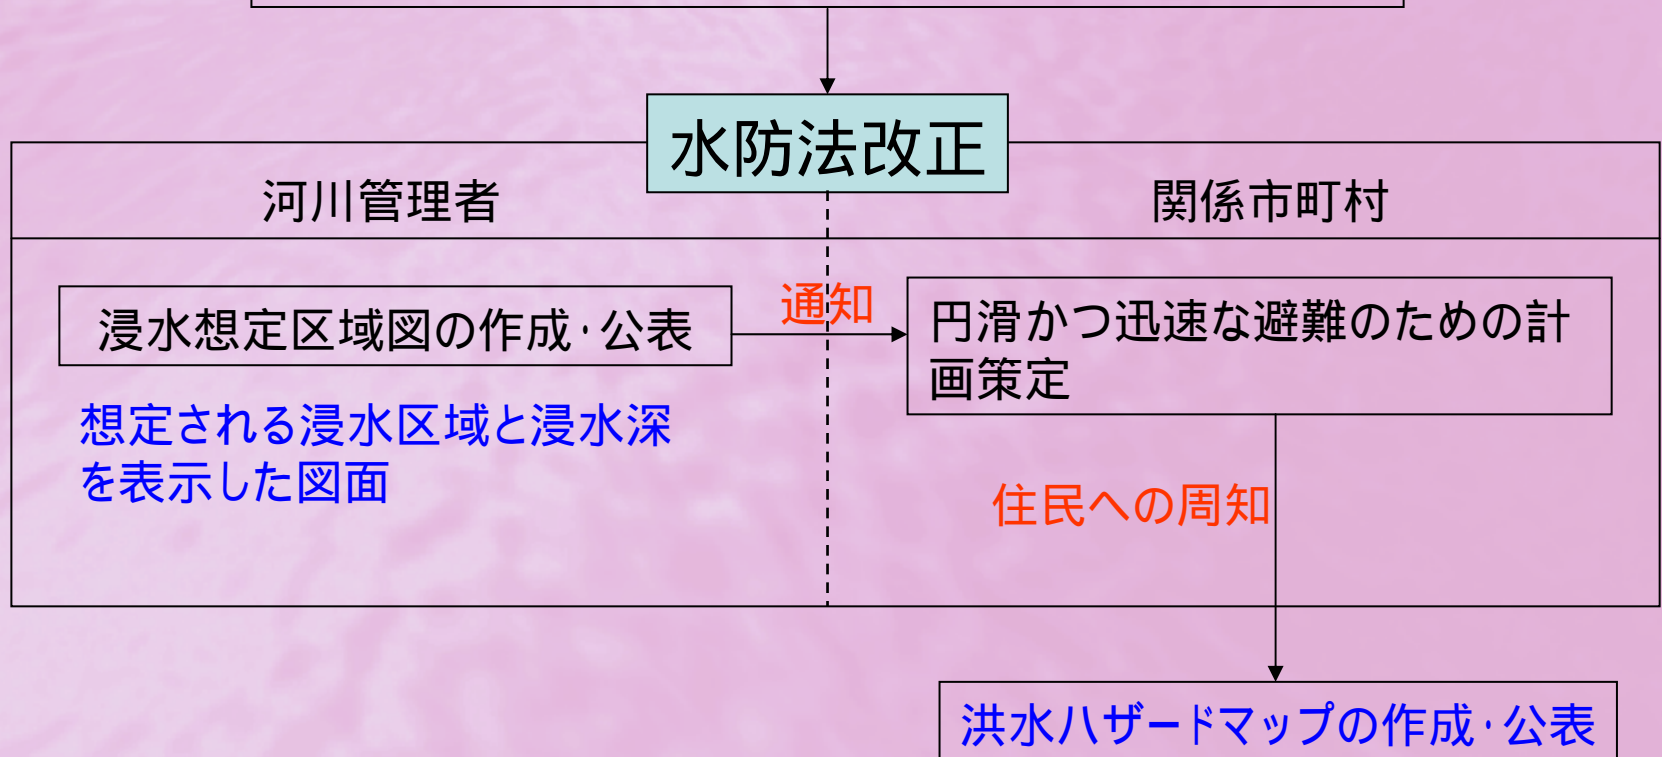 水防法改正
河川管理者
関係市町村
浸水想定区域図の作成・公表
通知
円滑かつ迅速な避難のための計
画策定
想定される浸水区域と浸水深
を表示した図面
住民への周知
洪水ハザードマップの作成・公表